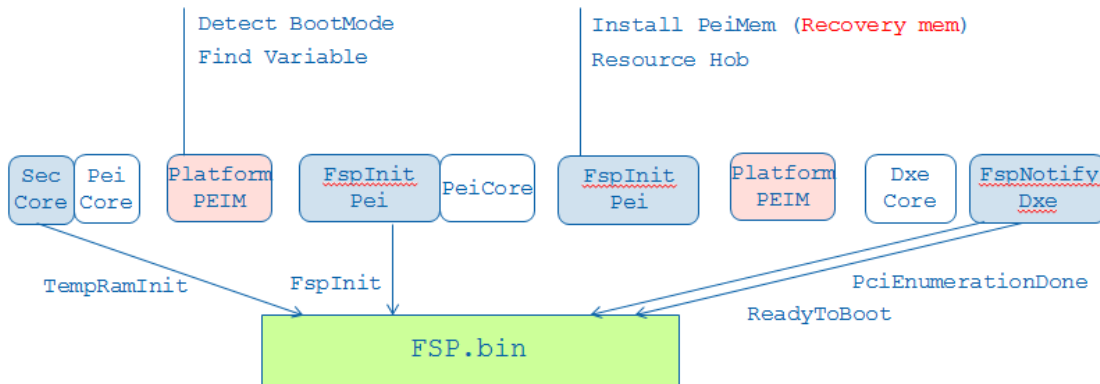 Detect BootMode
Find Variable
Install PeiMem (Recovery mem)
Resource Hob
Sec
Core
Pei
Core
Platform
PEIM
FspInit
Pei
PeiCore
FspInit
Pei
Platform
PEIM
Dxe
Core
FspNotify
Dxe
TempRamInit
FspInit
PciEnumerationDone
ReadyToBoot
FSP.bin